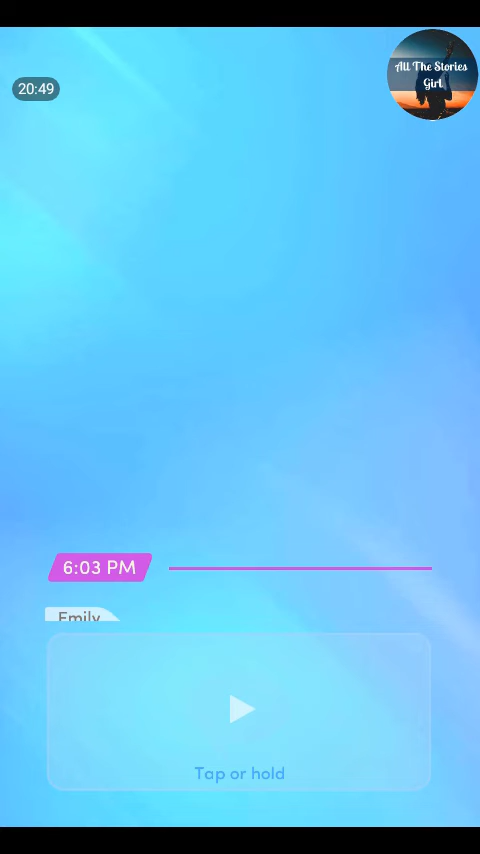 All The Stories
Girl
20:49
6:03 PM
Emily
Tap or hold